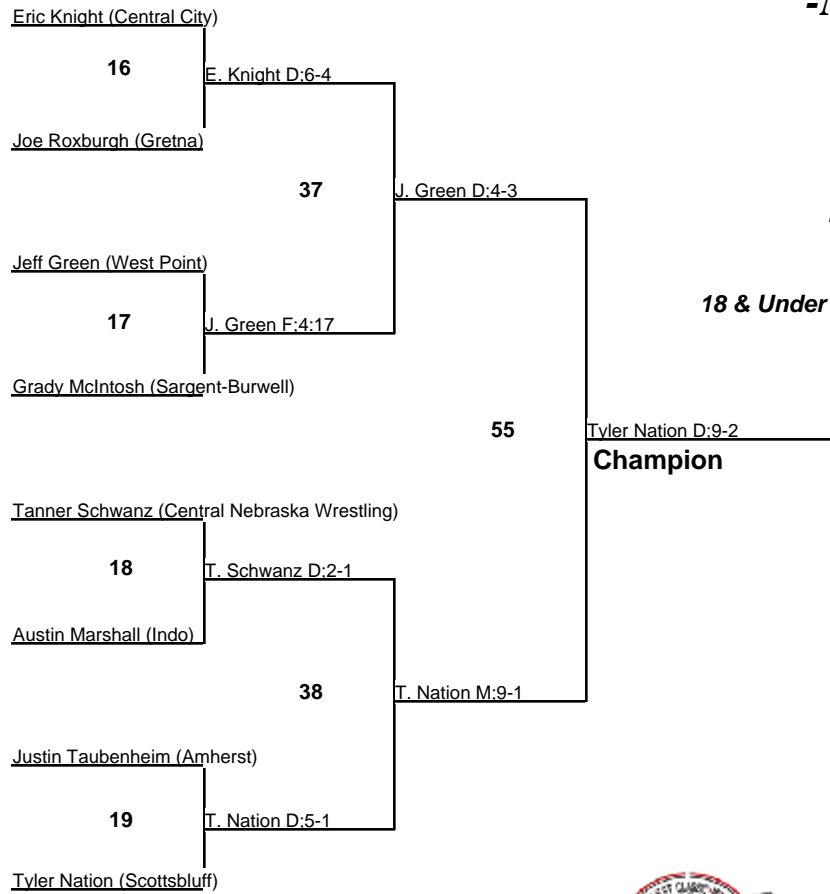 Eric Knight (Central City)
16
E. Knight D;6-4
Joe Roxburgh (Gretna)
37
J. Green D;4-3
Jeff Green (West Point)
18 & Under
17
J. Green F;4:17
Grady McIntosh (Sargent-Burwell)
55
Tyler Nation D;9-2
Champion
Tanner Schwanz (Central Nebraska Wrestling)
18
T. Schwanz D;2-1
Austin Marshall (Indo)
38
T. Nation M;9-1
Justin Taubenheim (Amherst)
19
T. Nation D;5-1
Tyler Nation (Scottsbluff)